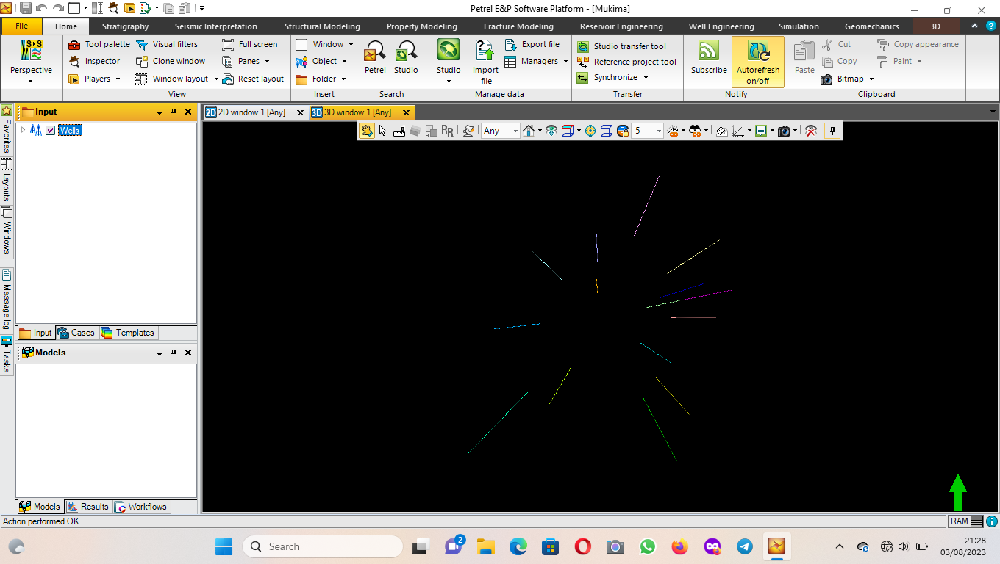 Petrel E&P Software Platform - [Mukima]
File Home Stratigraphy Seismic Interpretation Structural Modeling Property Modeling Fracture Modeling Reservoir Engineering Well Engineering Simulation Geomechanics 3D
Perspective
Tool palette Visual filters Full screen
Inspector Clone window Panes
Players Window layout Reset layout
View
Window
Object
Folder
Insert
Petrel Studio
Search
Studio Import file
Export file
Managers
Manage data
Studio transfer tool
Reference project tool
Synchronize
Transfer
Subscribe Autorefresh on/off
Notify
Paste
Cut Copy appearance
Copy Paint
Bitmap
Clipboard
Favorites
Layouts
Windows
Message log
Tasks
Input
Wells
Input Cases Templates
Models
Models Results Workflows
2D 2D window 1 [Any] 3D 3D window 1 [Any]
RR Any 5
Action performed OK
RAM
Search
2
21:28
03/08/2023